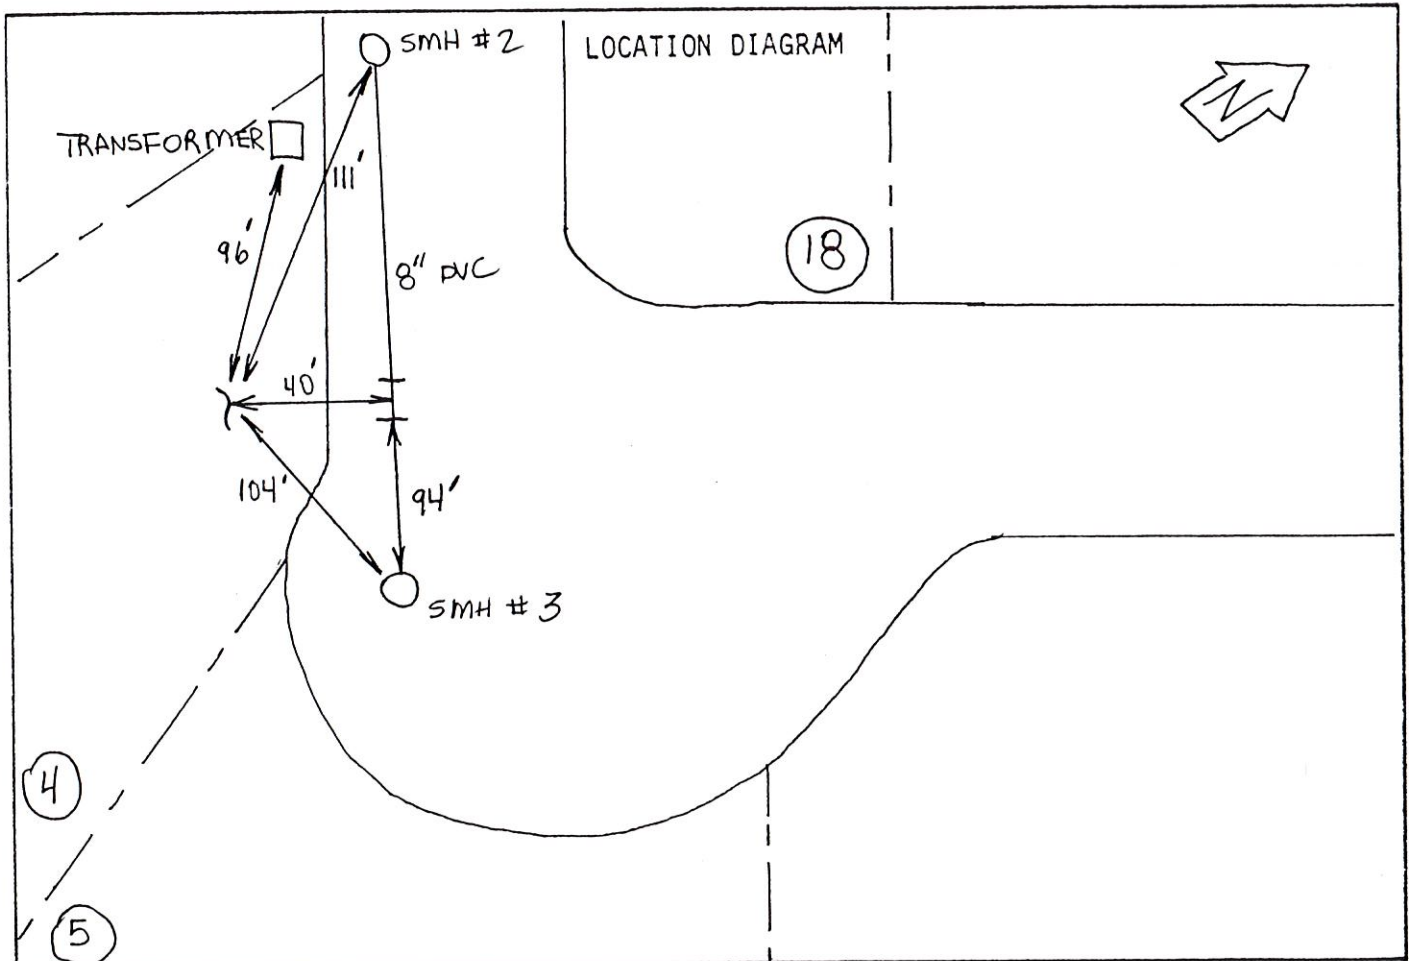 SMH #2
LOCATION DIAGRAM
N
TRANSFORMER
111'
96'
18
8" PVC
40'
104'
94'
SMH #3
4
5